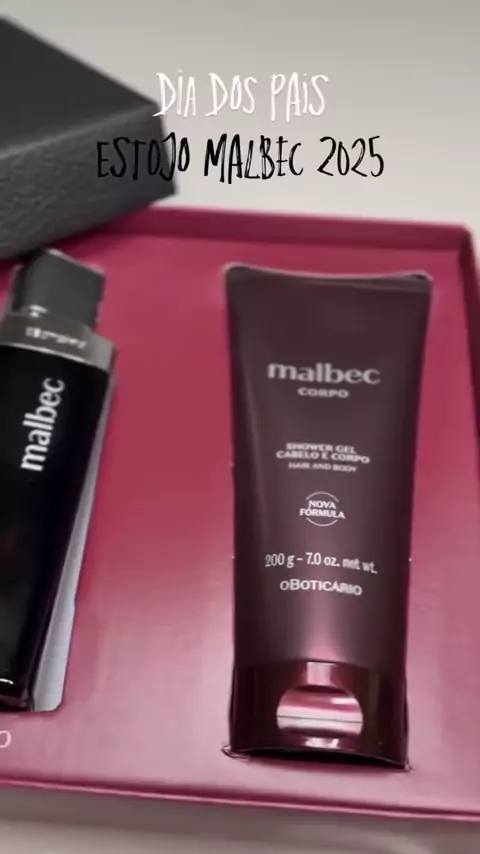 DIA DOS PAIS
ESTOJO MALBEC 2025
malbec
malbec
CORPO
SHOWER GEL
CABELO E CORPO
HAIR AND BODY
NOVA
FÓRMULA
200 g - 7.0 oz. net wt.
oBOTICÁRIO